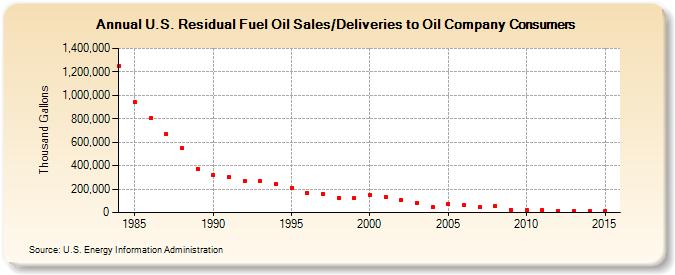 Annual U.S. Residual Fuel Oil Sales/Deliveries to Oil Company Consumers
Thousand Gallons
1,400,000
1,200,000
1,000,000
800,000
600,000
400,000
200,000
0
1985 1990 1995 2000 2005 2010 2015
Source: U.S. Energy Information Administration